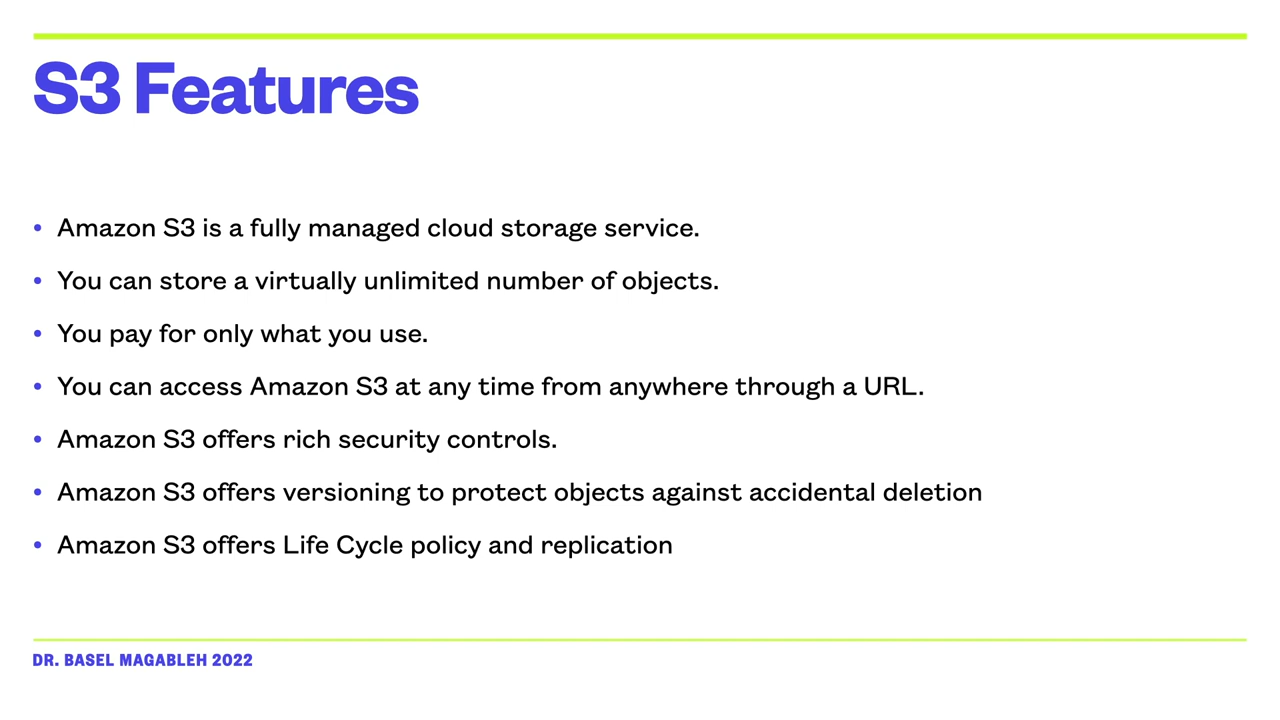 S3 Features
• Amazon S3 is a fully managed cloud storage service.
• You can store a virtually unlimited number of objects.
• You pay for only what you use.
• You can access Amazon S3 at any time from anywhere through a URL.
• Amazon S3 offers rich security controls.
• Amazon S3 offers versioning to protect objects against accidental deletion
• Amazon S3 offers Life Cycle policy and replication
DR. BASEL MAGABLEH 2022